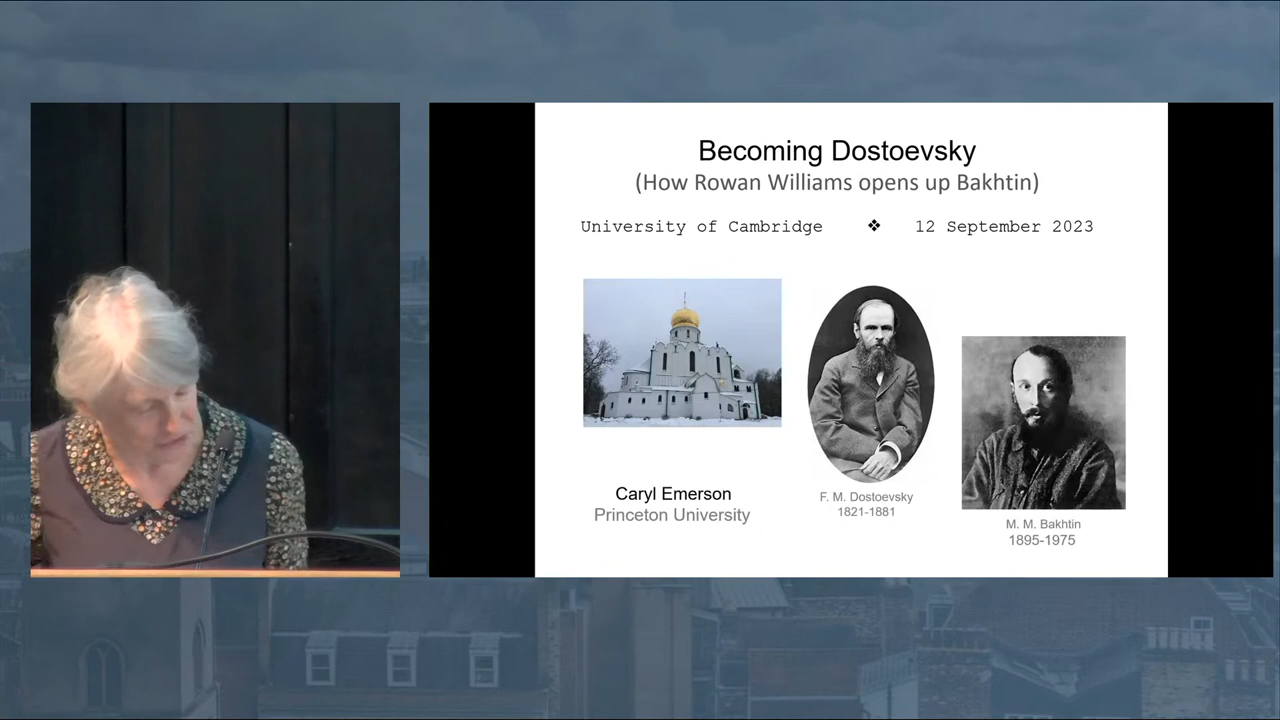 Becoming Dostoevsky
(How Rowan Williams opens up Bakhtin)
University of Cambridge ❖ 12 September 2023
Caryl Emerson
Princeton University
F. M. Dostoevsky
1821-1881
M. M. Bakhtin
1895-1975